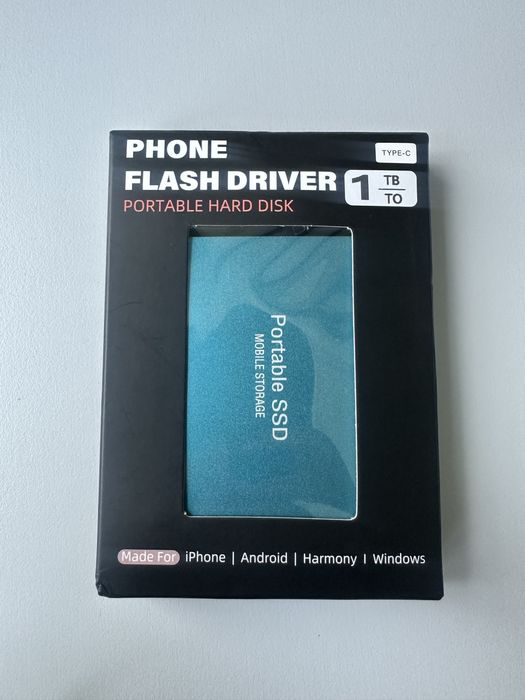 PHONE
TYPE-C
FLASH DRIVER
1 TB
TO
PORTABLE HARD DISK
Portable SSD
MOBILE STORAGE
Made For iPhone | Android | Harmony I Windows